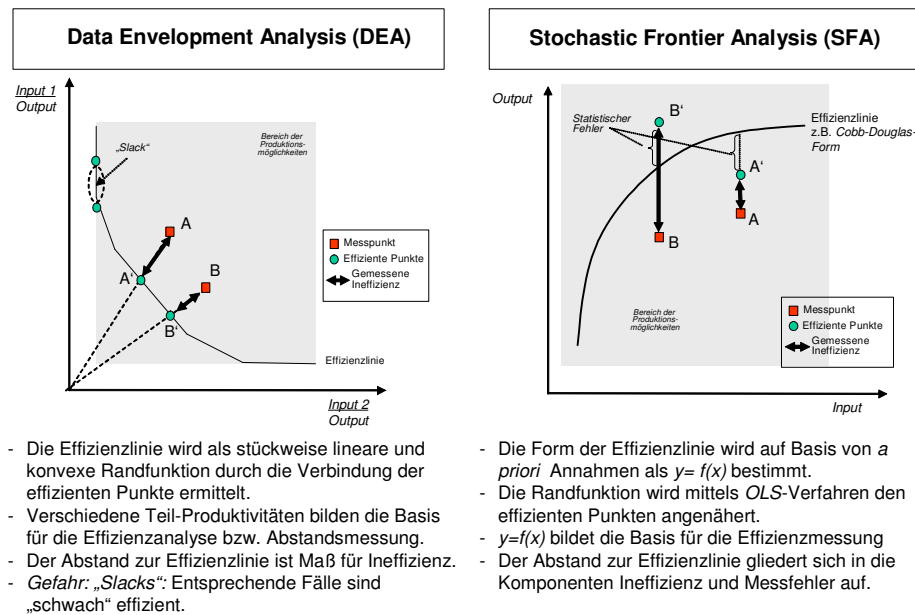 Data Envelopment Analysis (DEA)
Input 1
Output
„Slack“
Bereich der
Produktions-
möglichkeiten
A
B
A‘
B‘
Messpunkt
Effiziente Punkte
Gemessene
Ineffizienz
Effizienzlinie
Input 2
Output
- Die Effizienzlinie wird als stückweise lineare und
konvexe Randfunktion durch die Verbindung der
effizienten Punkte ermittelt.
- Verschiedene Teil-Produktivitäten bilden die Basis
für die Effizienzanalyse bzw. Abstandsmessung.
- Der Abstand zur Effizienzlinie ist Maß für Ineffizienz.
- Gefahr: „Slacks“: Entsprechende Fälle sind
„schwach“ effizient.
Stochastic Frontier Analysis (SFA)
Output
Statistischer
Fehler
B‘
Effizienzlinie
z.B. Cobb-Douglas-
Form
A‘
A
B
Bereich der
Produktions-
möglichkeiten
Messpunkt
Effiziente Punkte
Gemessene
Ineffizienz
Input
- Die Form der Effizienzlinie wird auf Basis von a
priori Annahmen als y= f(x) bestimmt.
- Die Randfunktion wird mittels OLS-Verfahren den
effizienten Punkten angenähert.
- y=f(x) bildet die Basis für die Effizienzmessung
- Der Abstand zur Effizienzlinie gliedert sich in die
Komponenten Ineffizienz und Messfehler auf.